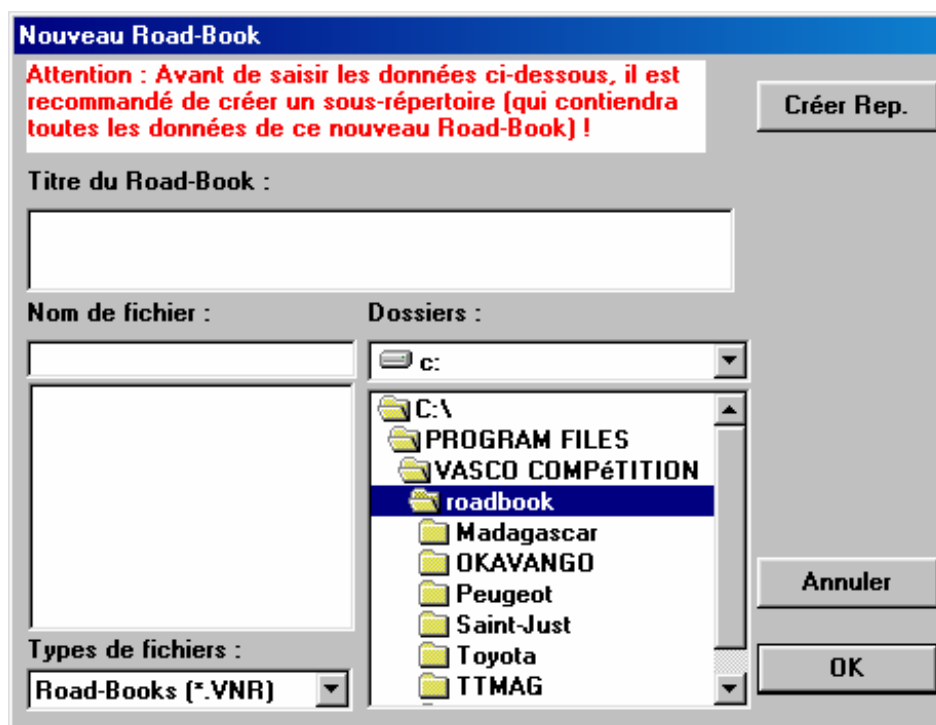 Nouveau Road-Book
Attention : Avant de saisir les données ci-dessous, il est
recommandé de créer un sous-répertoire (qui contiendra
toutes les données de ce nouveau Road-Book) !
Créer Rep.
Titre du Road-Book :
Nom de fichier :
Dossiers :
c:
C:\
PROGRAM FILES
VASCO COMPéTITION
roadbook
Madagascar
OKAVANGO
Peugeot
Saint-Just
Toyota
TTMAG
Types de fichiers :
Road-Books (*.VNR)
Annuler
OK